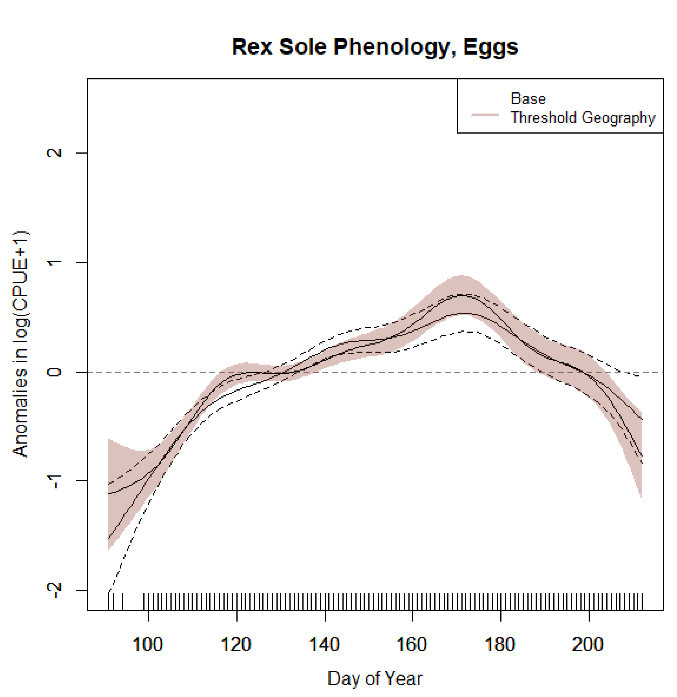 Rex Sole Phenology, Eggs
Base
Threshold Geography
Anomalies in log(CPUE+1)
2
1
0
-1
-2
100 120 140 160 180 200
Day of Year